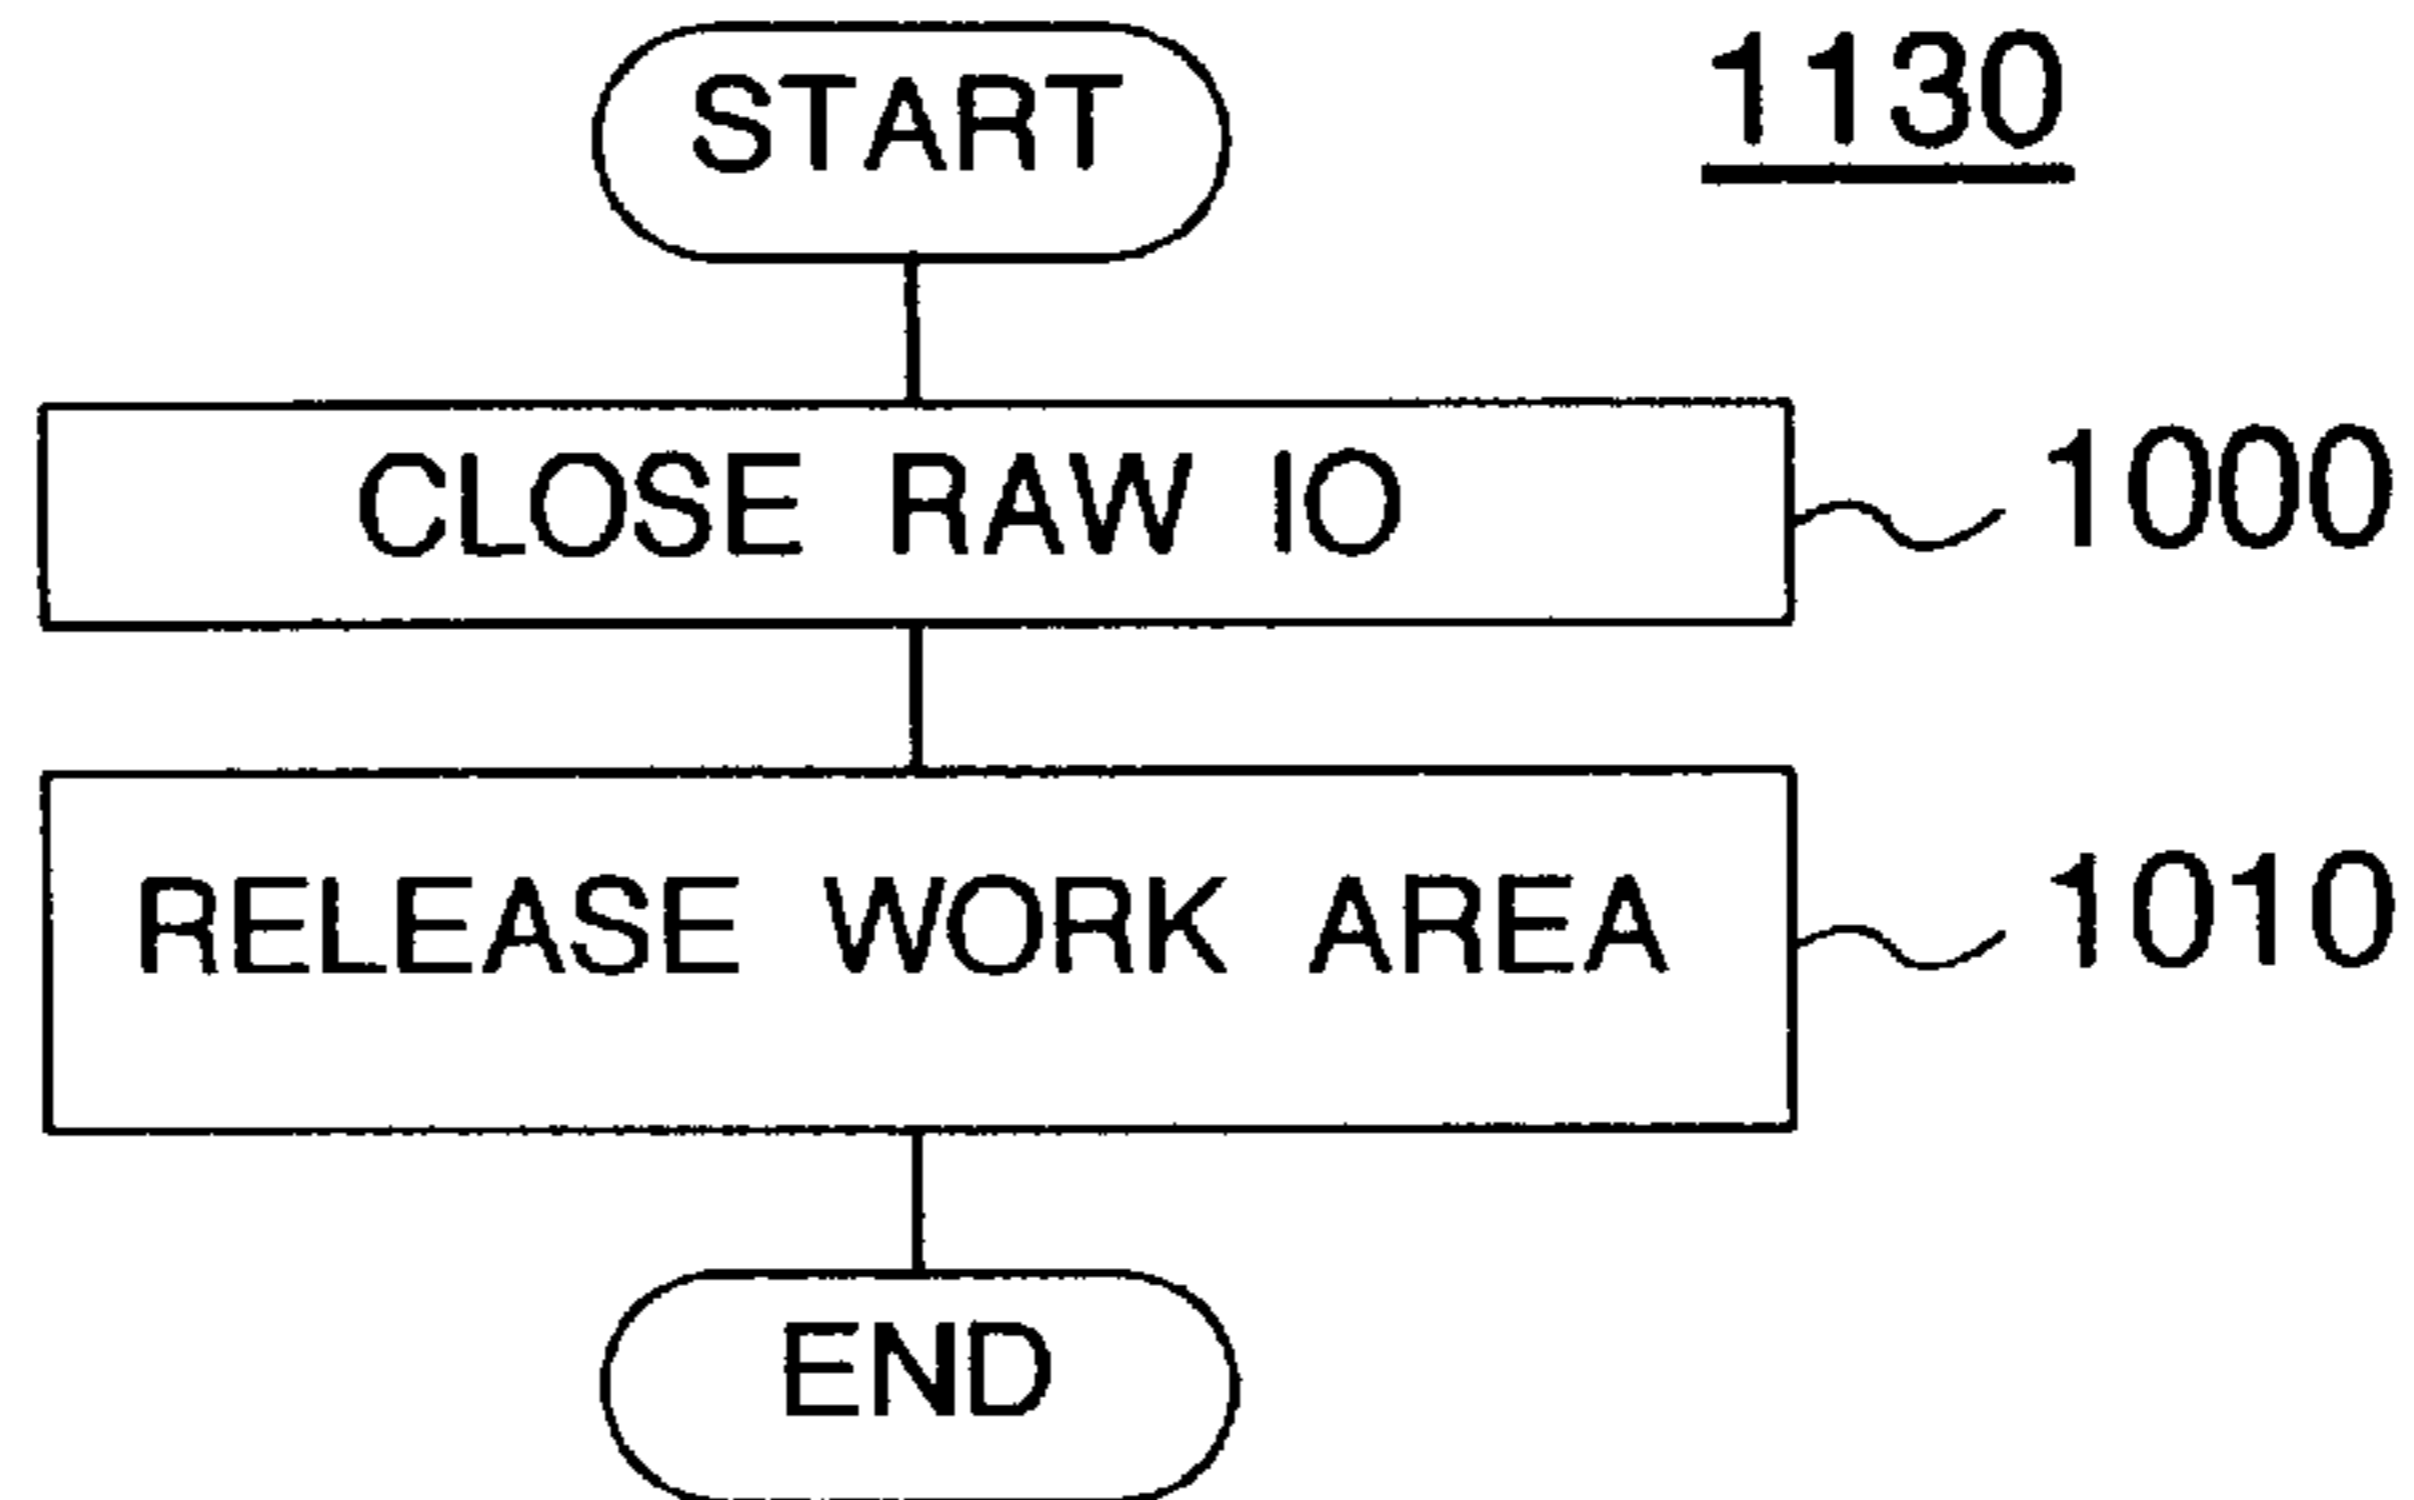 START
1130
CLOSE RAW IO
1000
RELEASE WORK AREA
1010
END